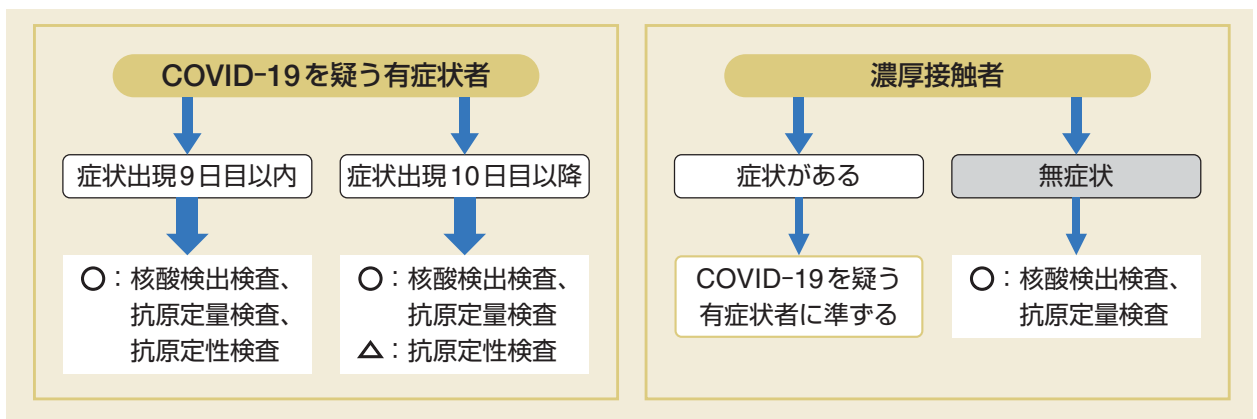 COVID-19を疑う有症状者
症状出現9日目以内
○：核酸検出検査、
抗原定量検査、
抗原定性検査
症状出現10日目以降
○：核酸検出検査、
抗原定量検査
△：抗原定性検査
濃厚接触者
症状がある
COVID-19を疑う
有症状者に準ずる
無症状
○：核酸検出検査、
抗原定量検査